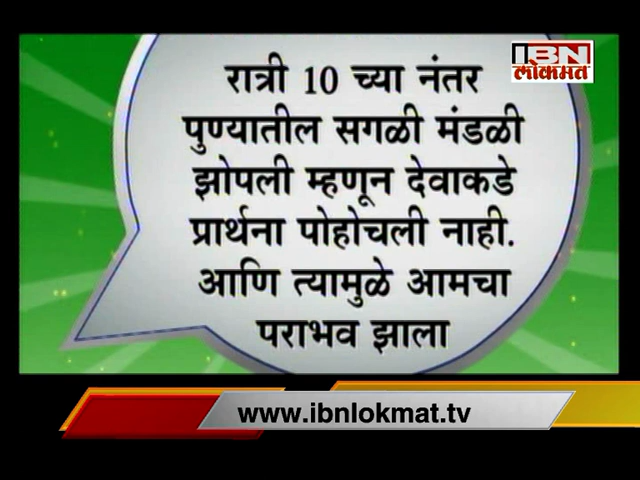 IBN
लोकमत
रात्री 10 च्या नंतर
पुण्यातील सगळी मंडळी
झोपली म्हणून देवाकडे
प्रार्थना पोहोचली नाही.
आणि त्यामुळे आमचा
पराभव झाला
www.ibnlokmat.tv